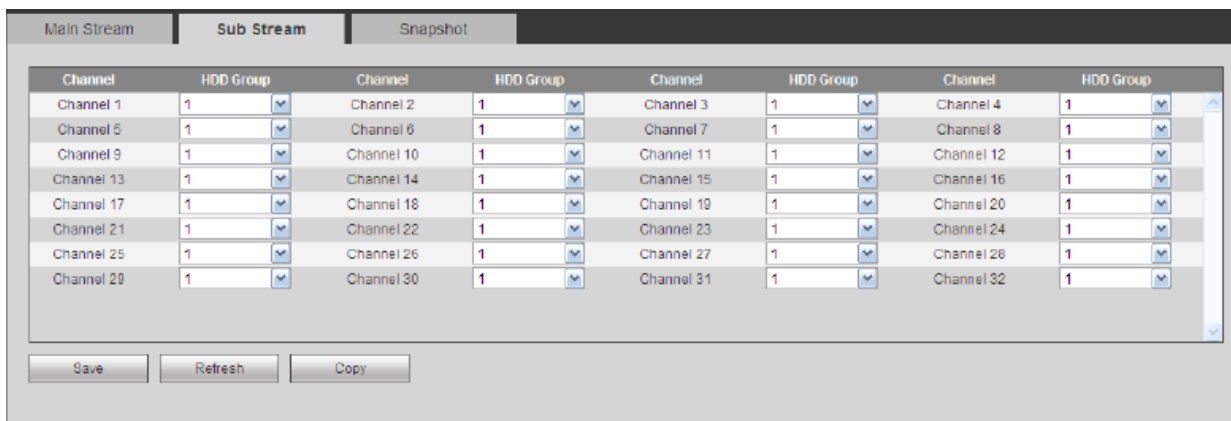 Main Stream Sub Stream Snapshot
Channel HDD Group Channel HDD Group Channel HDD Group Channel HDD Group
Channel 1 1 Channel 2 1 Channel 3 1 Channel 4 1
Channel 5 1 Channel 6 1 Channel 7 1 Channel 8 1
Channel 9 1 Channel 10 1 Channel 11 1 Channel 12 1
Channel 13 1 Channel 14 1 Channel 15 1 Channel 16 1
Channel 17 1 Channel 18 1 Channel 19 1 Channel 20 1
Channel 21 1 Channel 22 1 Channel 23 1 Channel 24 1
Channel 25 1 Channel 26 1 Channel 27 1 Channel 28 1
Channel 29 1 Channel 30 1 Channel 31 1 Channel 32 1
Save Refresh Copy